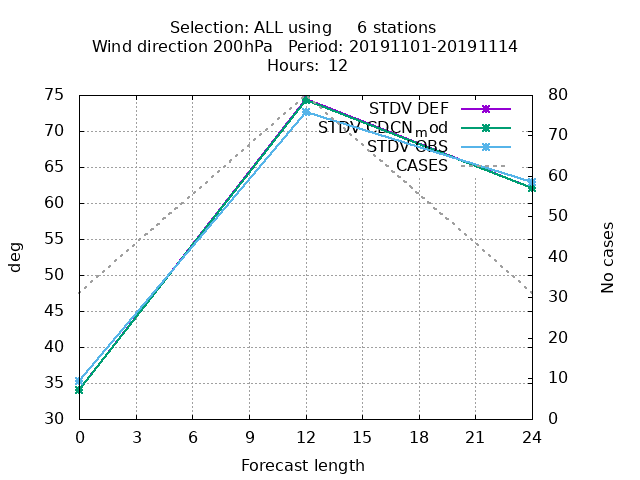 Selection: ALL using 6 stations
Wind direction 200hPa Period: 20191101-20191114
Hours: 12
75
70
65
60
55
50
45
40
35
30
deg
80
70
60
50
40
30
20
10
0
No cases
STDV DEF
STDV CDCN_mod
STDV OBS
CASES
0 3 6 9 12 15 18 21 24
Forecast length